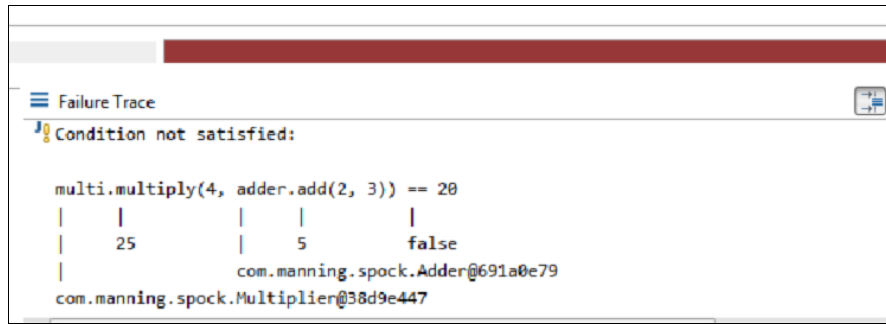 Failure Trace
Condition not satisfied:
multi.multiply(4, adder.add(2, 3)) == 20
|     |           |     |         |
|     25          |     5         false
|                 com.manning.spock.Adder@691a0e79
com.manning.spock.Multiplier@38d9e447